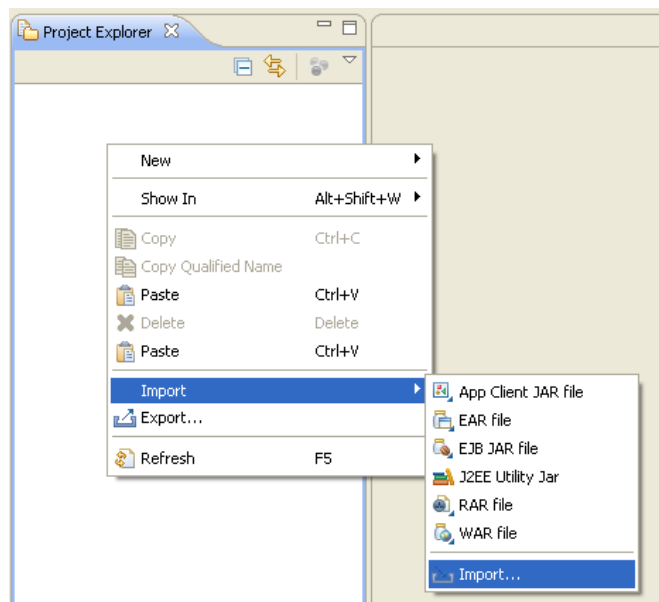 Project Explorer
New
Show In Alt+Shift+W
Copy Ctrl+C
Copy Qualified Name
Paste Ctrl+V
Delete Delete
Paste Ctrl+V
Import
Export...
Refresh F5
App Client JAR file
EAR file
EJB JAR file
J2EE Utility Jar
RAR file
WAR file
Import...